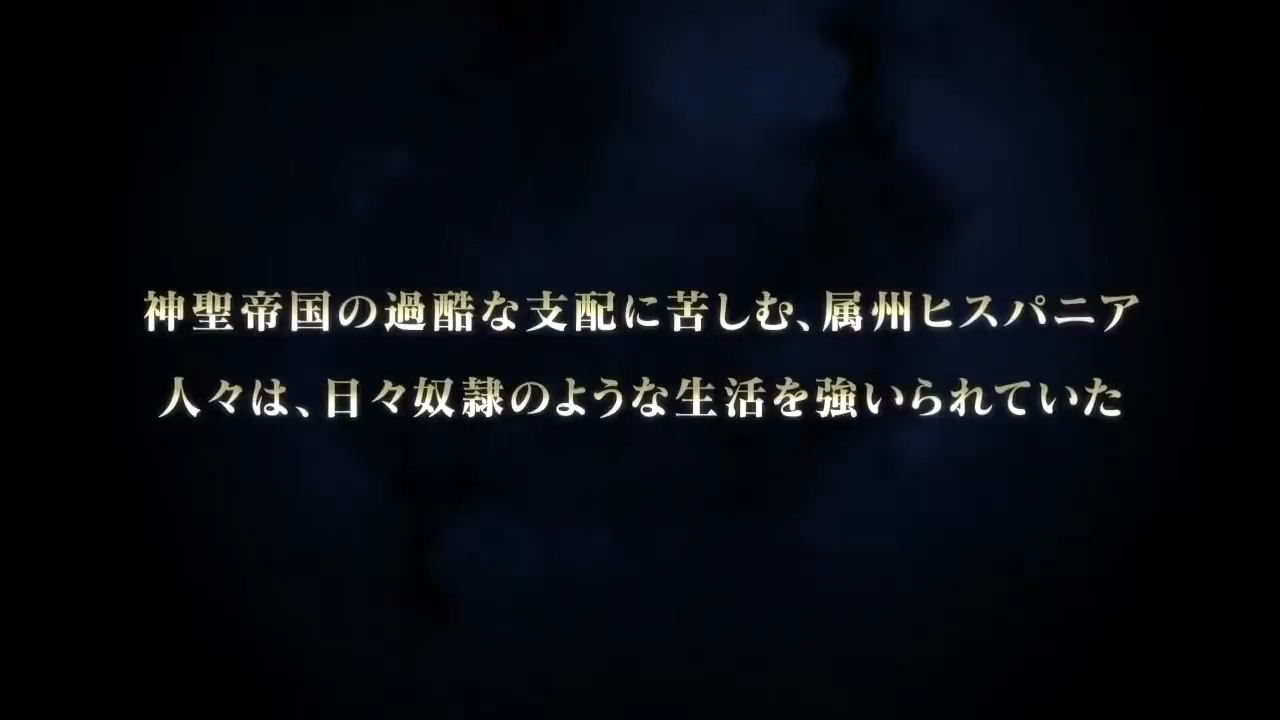 神聖帝国の過酷な支配に苦しむ、属州ヒスパニア
人々は、日々奴隷のような生活を強いられていた